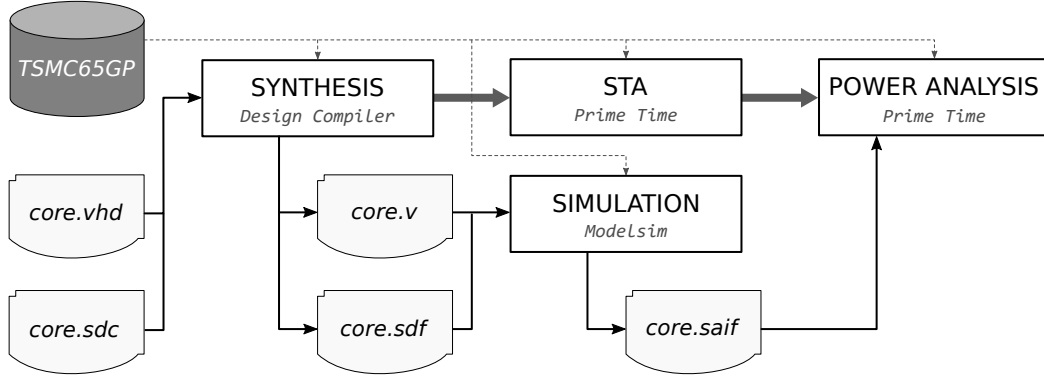 TSMC65GP
SYNTHESIS
Design Compiler
STA
Prime Time
POWER ANALYSIS
Prime Time
core.vhd
core.v
SIMULATION
Modelsim
core.sdc
core.sdf
core.saif